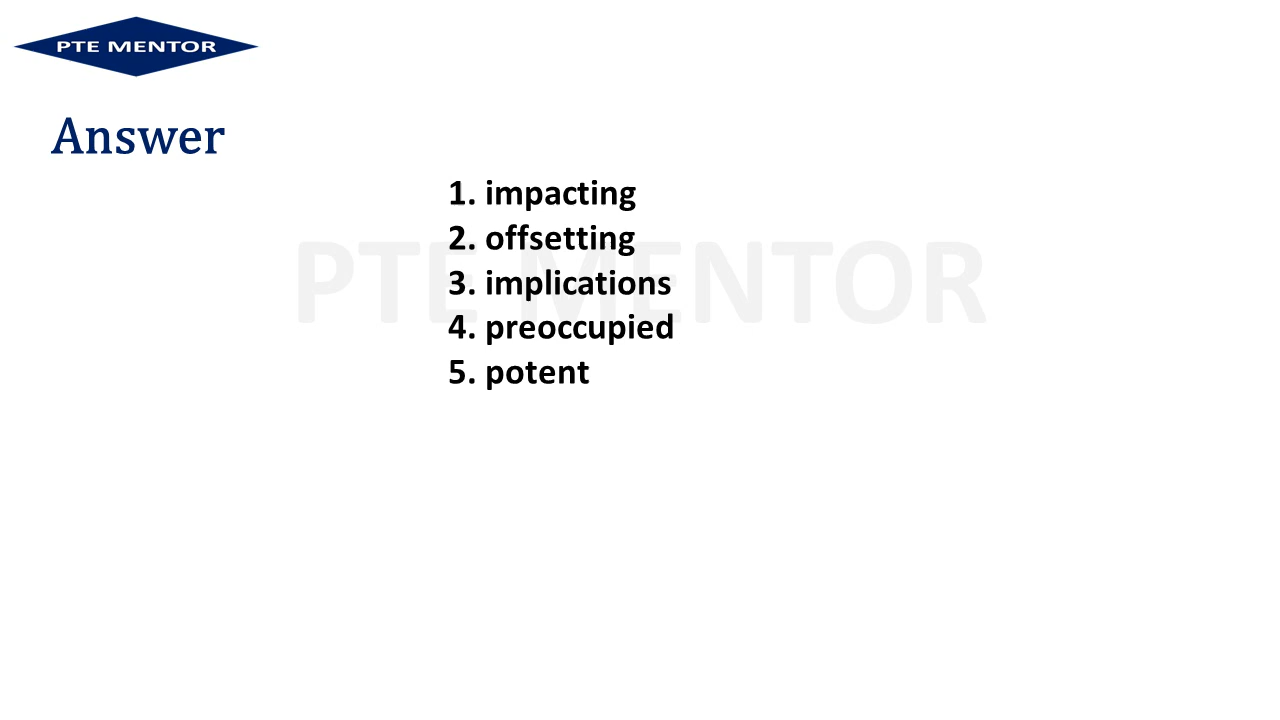 PTE MENTOR
Answer
1. impacting
2. offsetting
3. implications
4. preoccupied
5. potent
PTE MENTOR